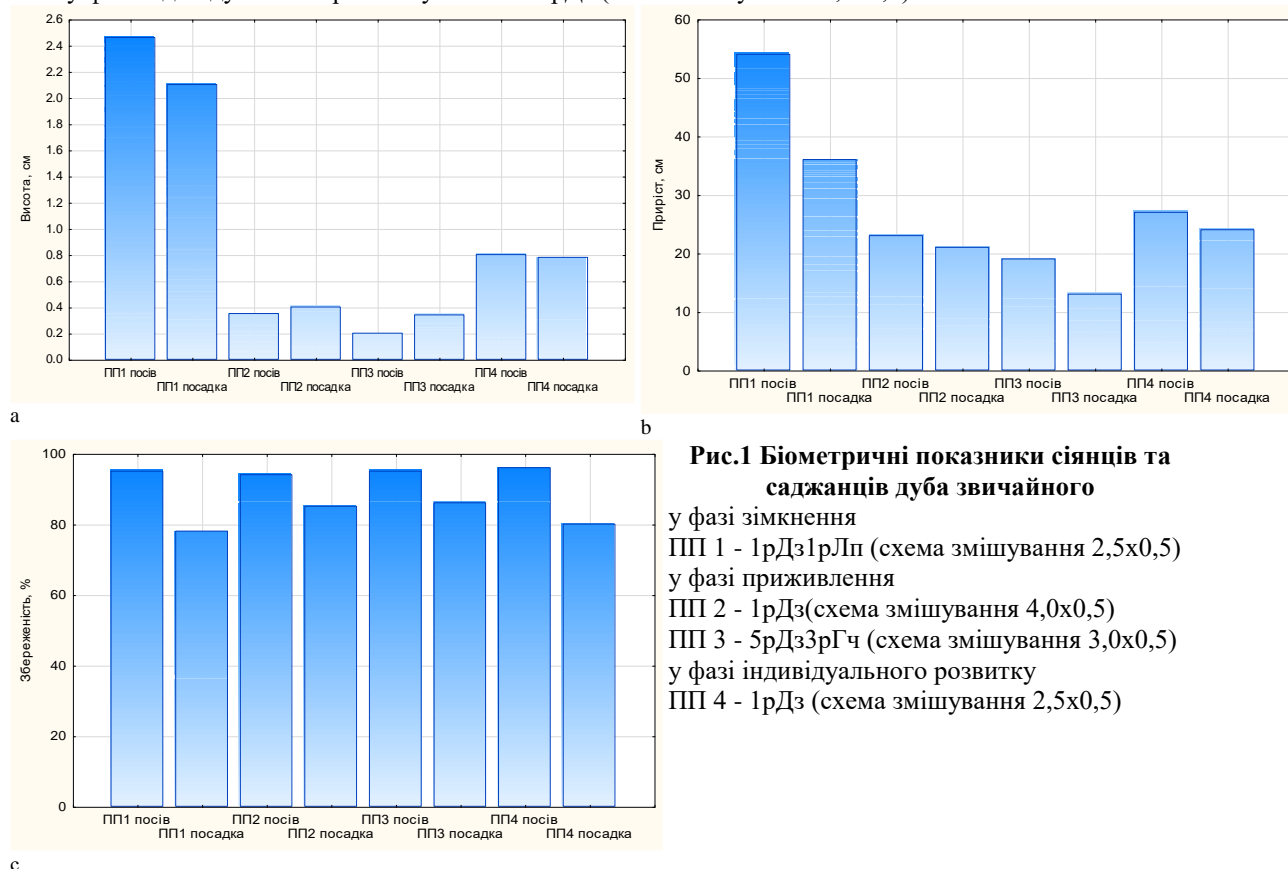 2.6
2.4
2.2
2.0
1.8
1.6
1.4
1.2
1.0
0.8
0.6
0.4
0.2
0.0
Висота, см
ПП1 посів
ПП1 посадка
ПП2 посів
ПП2 посадка
ПП3 посів
ПП3 посадка
ПП4 посів
ПП4 посадка
a
60
50
40
30
20
10
0
Приріст, см
ПП1 посів
ПП1 посадка
ПП2 посів
ПП2 посадка
ПП3 посів
ПП3 посадка
ПП4 посів
ПП4 посадка
b
100
80
60
40
20
0
Збереженість, %
ПП1 посів
ПП1 посадка
ПП2 посів
ПП2 посадка
ПП3 посів
ПП3 посадка
ПП4 посів
ПП4 посадка
c
Рис.1 Біометричні показники сіянців та
саджанців дуба звичайного
у фазі зімкнення
ПП 1 - 1рДз1рЛп (схема змішування 2,5х0,5)
у фазі приживлення
ПП 2 - 1рДз(схема змішування 4,0х0,5)
ПП 3 - 5рДз3рГч (схема змішування 3,0х0,5)
у фазі індивідуального розвитку
ПП 4 - 1рДз (схема змішування 2,5х0,5)